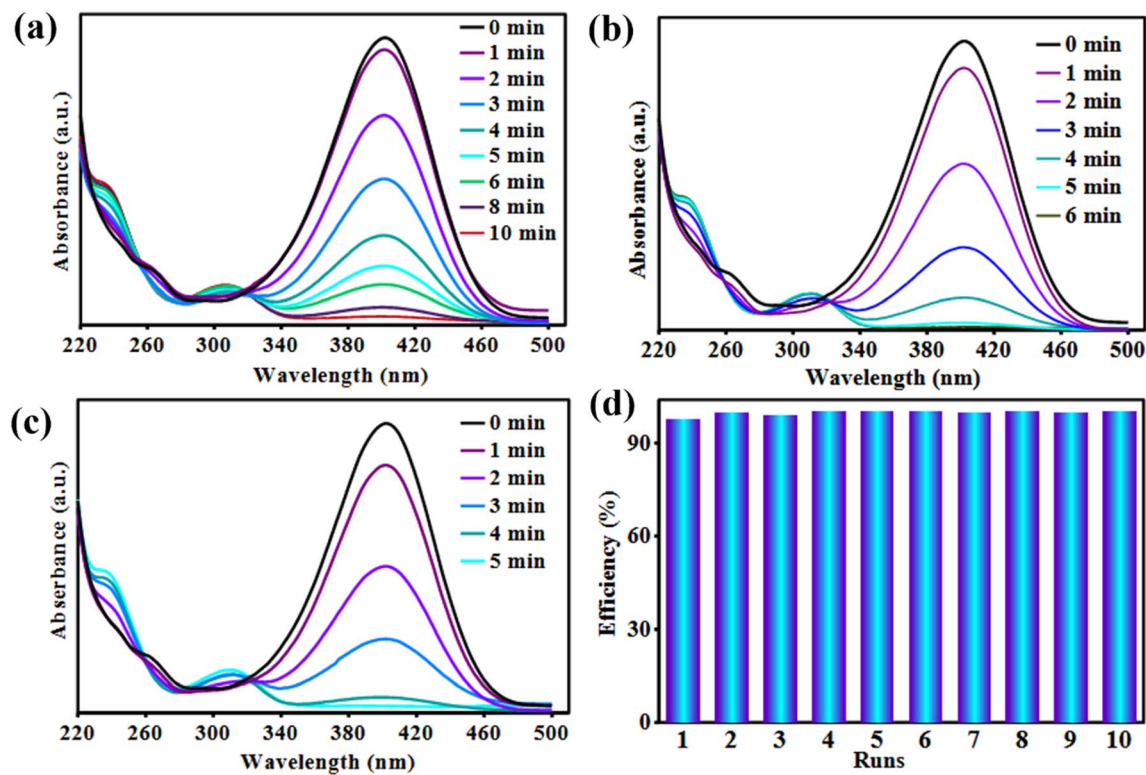 (a)
0 min
1 min
2 min
3 min
4 min
5 min
6 min
8 min
10 min
Absorbance (a.u.)
220 260 300 340 380 420 460 500
Wavelength (nm)
(b)
0 min
1 min
2 min
3 min
4 min
5 min
6 min
Absorbance (a.u.)
220 260 300 340 380 420 460 500
Wavelength (nm)
(c)
0 min
1 min
2 min
3 min
4 min
5 min
Absorbance (a.u.)
220 260 300 340 380 420 460 500
Wavelength (nm)
(d)
90
60
30
0
Efficiency (%)
1 2 3 4 5 6 7 8 9 10
Runs